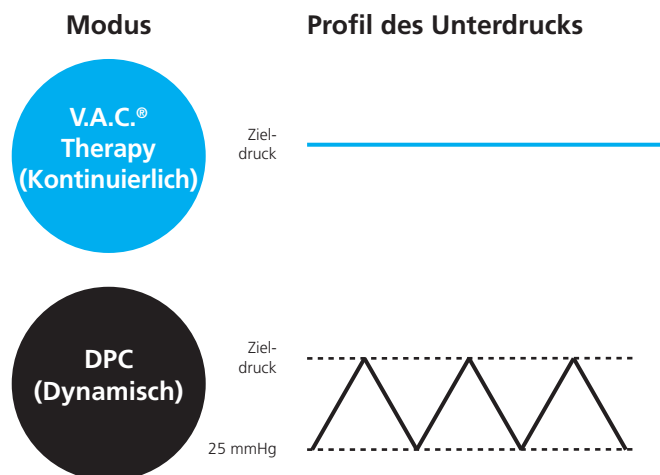 Modus
Profil des Unterdrucks
V.A.C.®
Therapy
(Kontinuierlich)
Ziel-
druck
DPC
(Dynamisch)
Ziel-
druck
25 mmHg